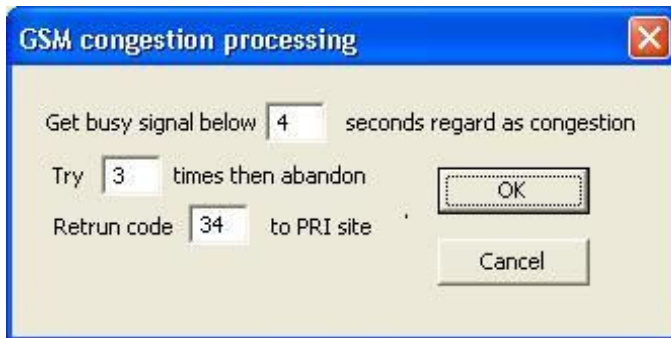 GSM congestion processing
Get busy signal below 4 seconds regard as congestion
Try 3 times then abandon
Retrun code 34 to PRI site
OK
Cancel